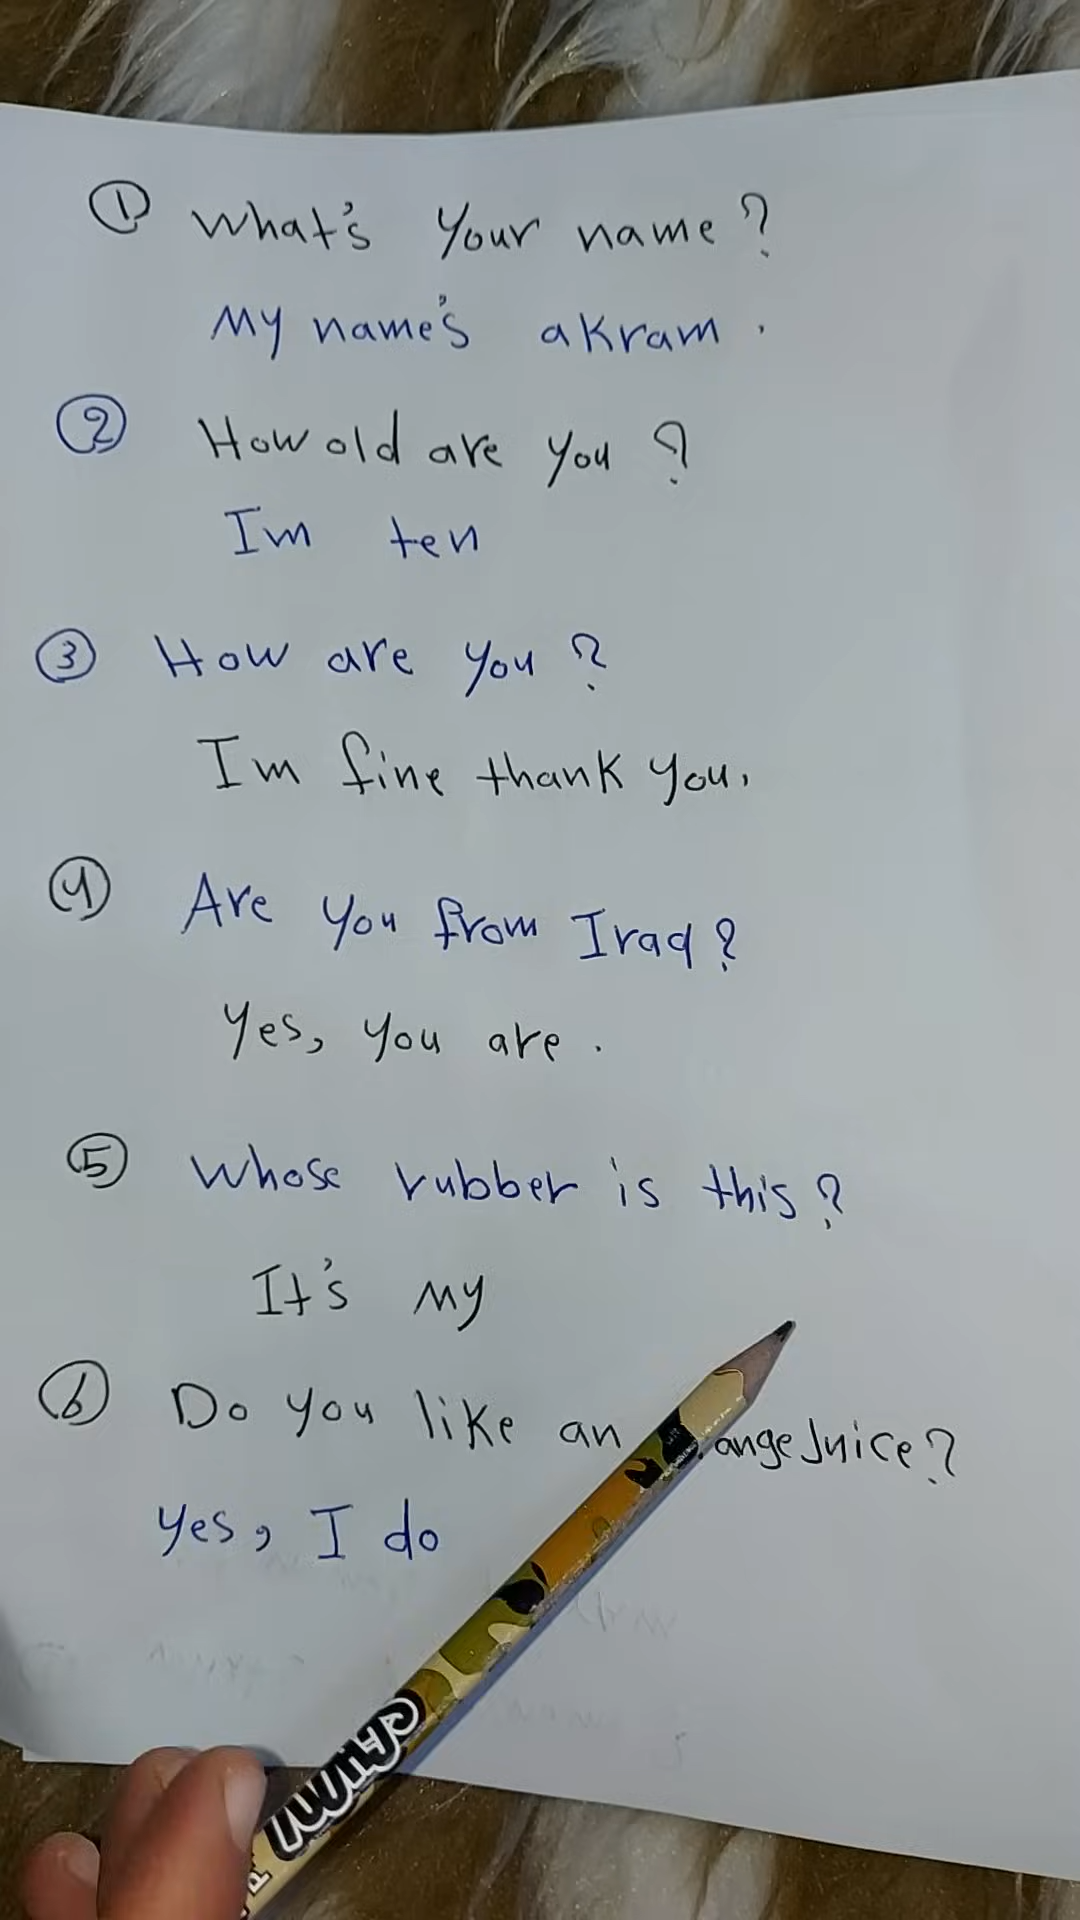 ① What's your name?
My name's akram.
② How old are you?
Im ten
③ How are you?
Im fine thank you.
④ Are you from Iraq?
Yes, you are.
⑤ Whose rubber is this?
It's my
⑥ Do you like an angeJuice?
Yes, I do